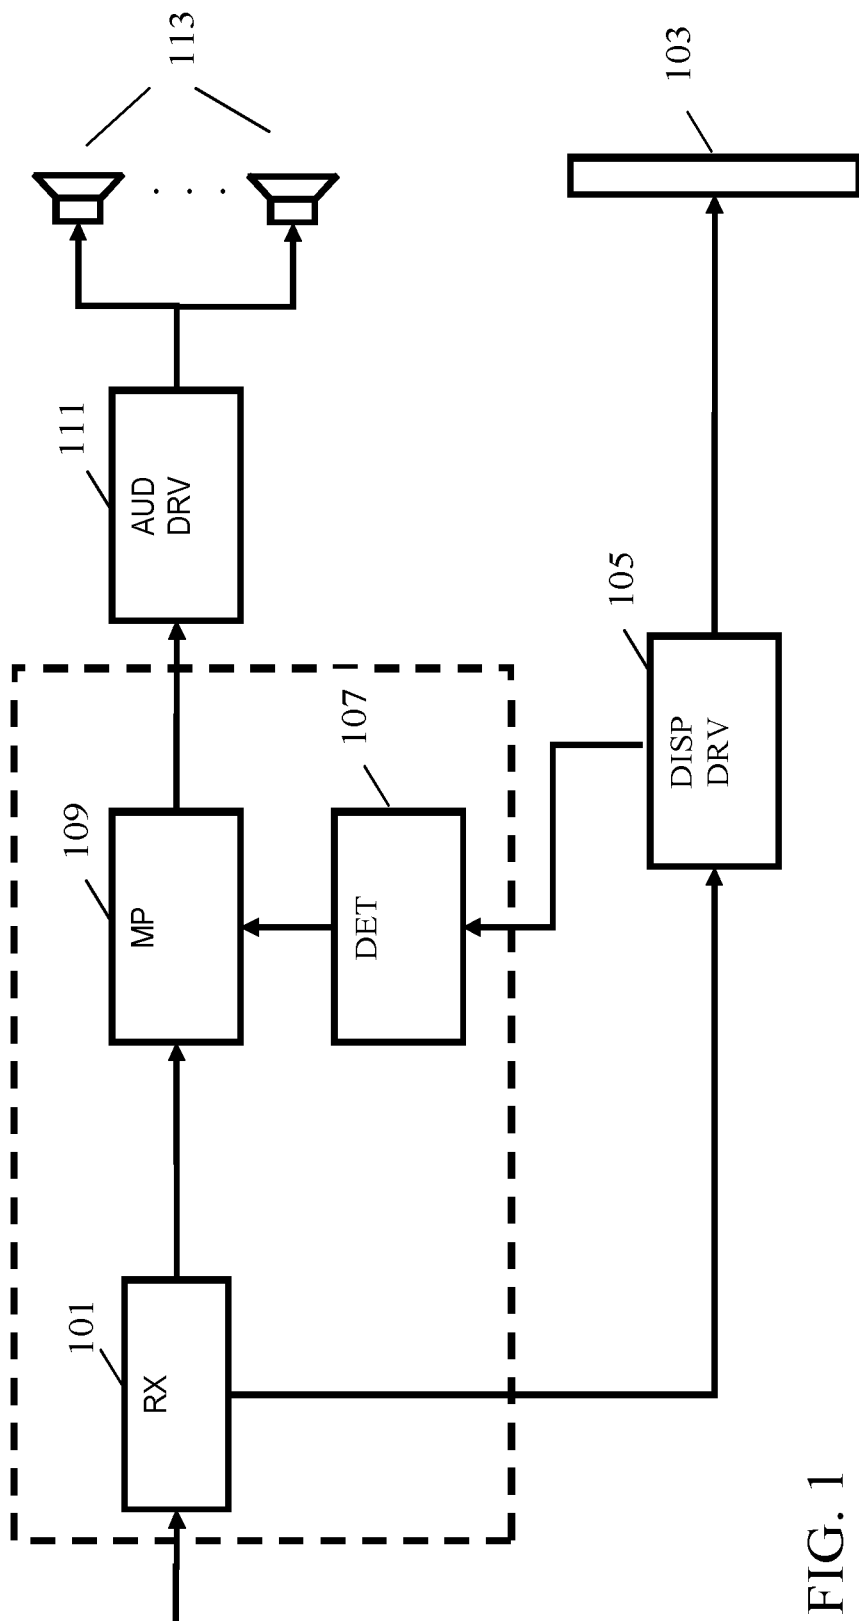 113
103
111
AUD
DRV
105
DISP
DRV
107
109
MP
DET
101
RX
FIG. 1